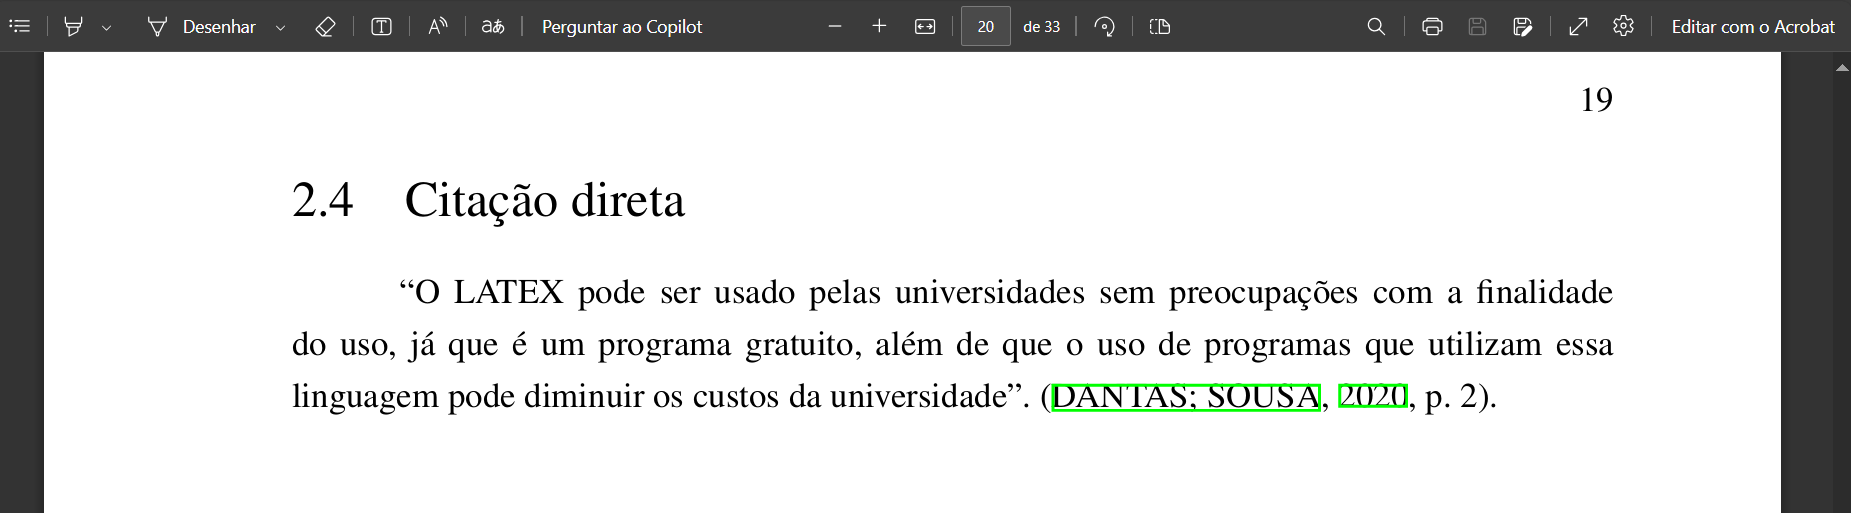 Desenhar
aあ
Perguntar ao Copilot
20 de 33
Editar com o Acrobat
19
2.4 Citação direta
“O LATEX pode ser usado pelas universidades sem preocupações com a finalidade
do uso, já que é um programa gratuito, além de que o uso de programas que utilizam essa
linguagem pode diminuir os custos da universidade”. (DANTAS; SOUSA, 2020, p. 2).